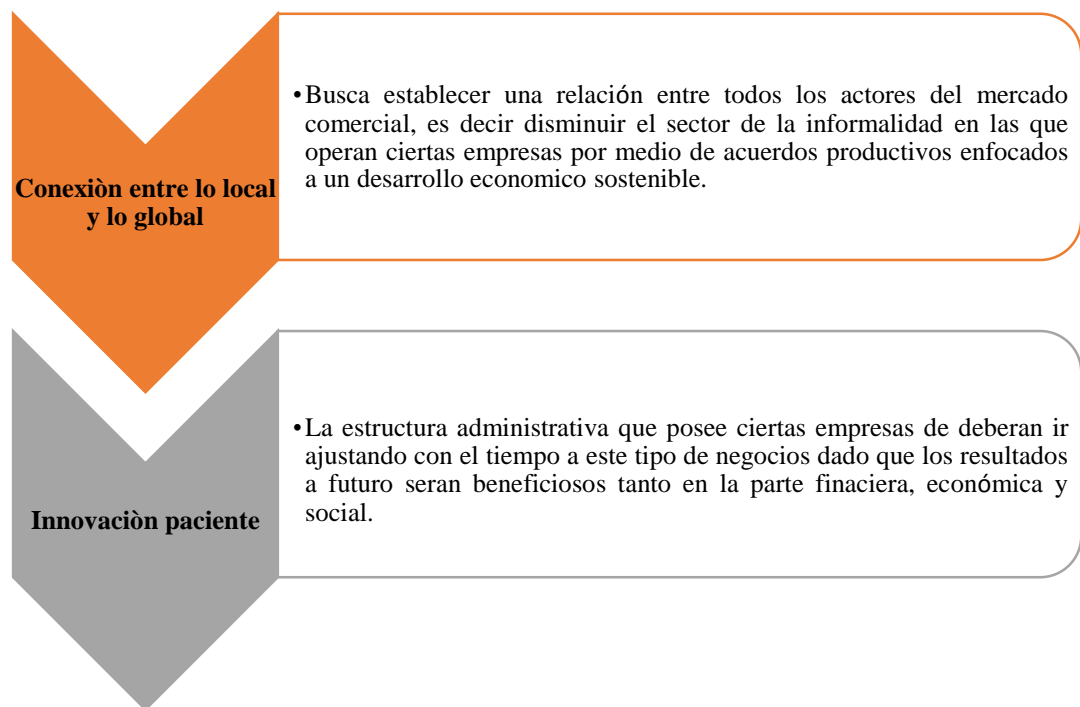 Conexiòn entre lo local
y lo global
•Busca establecer una relación entre todos los actores del mercado
comercial, es decir disminuir el sector de la informalidad en las que
operan ciertas empresas por medio de acuerdos productivos enfocados
a un desarrollo economico sostenible.
Innovaciòn paciente
•La estructura administrativa que posee ciertas empresas de deberan ir
ajustando con el tiempo a este tipo de negocios dado que los resultados
a futuro seran beneficiosos tanto en la parte finaciera, económica y
social.